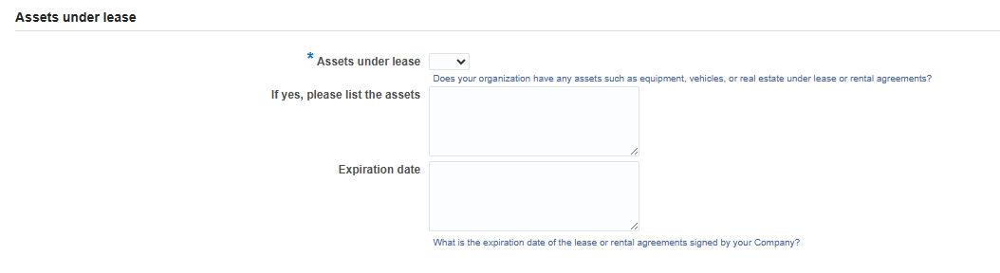 Assets under lease
* Assets under lease
Does your organization have any assets such as equipment, vehicles, or real estate under lease or rental agreements?
If yes, please list the assets
Expiration date
What is the expiration date of the lease or rental agreements signed by your Company?